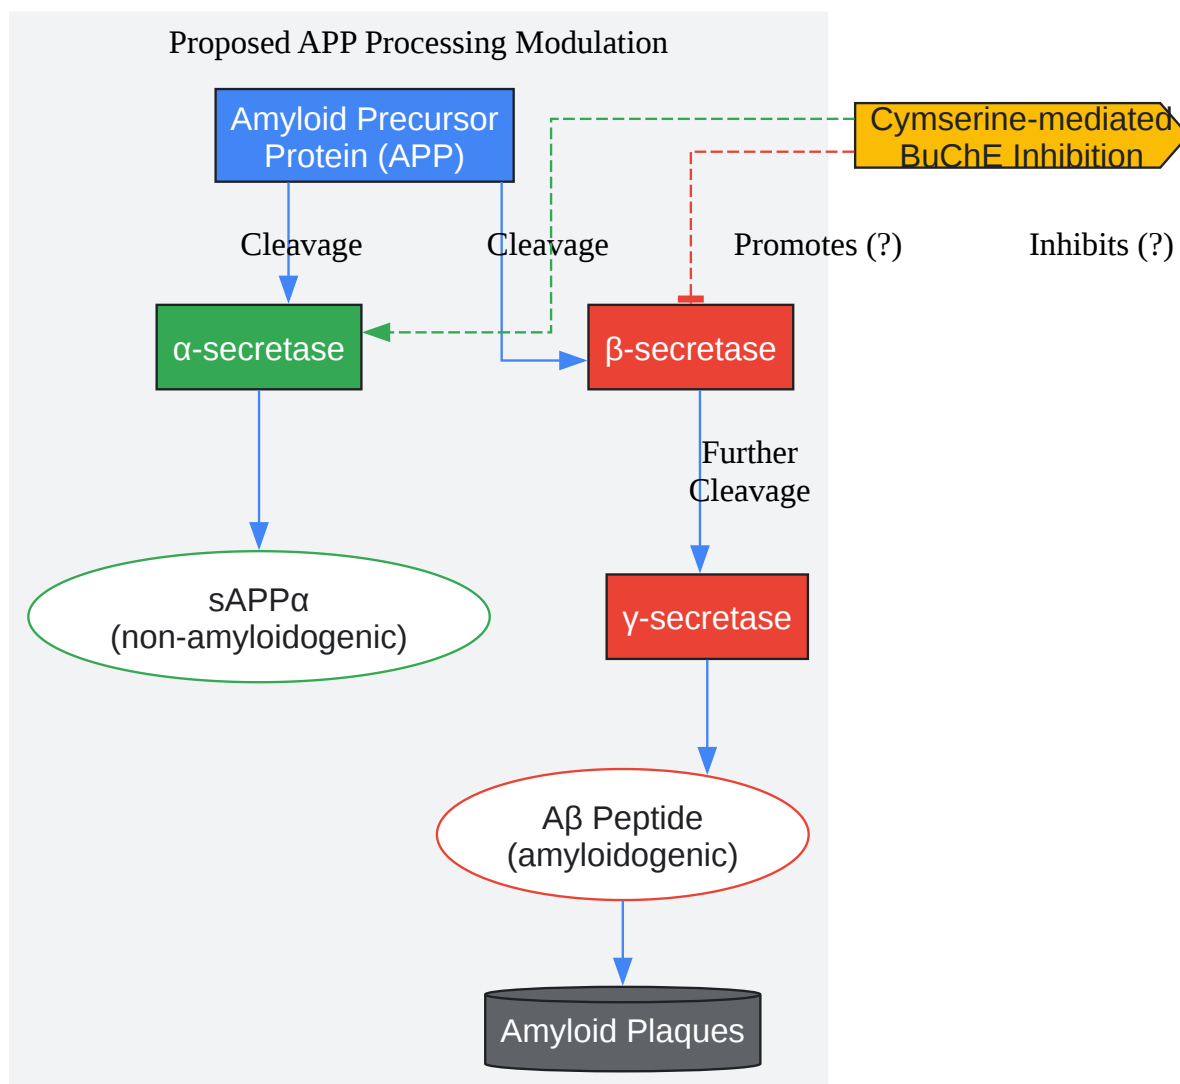 Proposed APP Processing Modulation
Amyloid Precursor
Protein (APP)
Cymserine-mediated
BuChE Inhibition
Cleavage
Cleavage
Promotes (?)
Inhibits (?)
α-secretase
β-secretase
Further
Cleavage
sAPPα
(non-amyloidogenic)
γ-secretase
Aβ Peptide
(amyloidogenic)
Amyloid Plaques